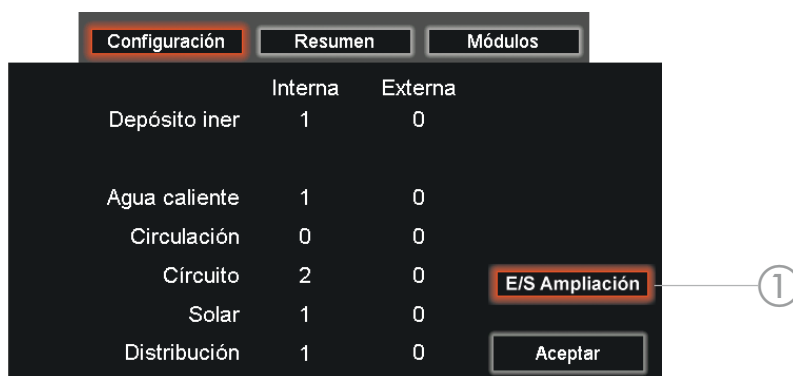 Configuración Resumen Módulos
Interna Externa
Depósito iner 1 0
Agua caliente 1 0
Circulación 0 0
Círcuito 2 0
E/S Ampliación 1
Solar 1 0
Distribución 1 0
Aceptar